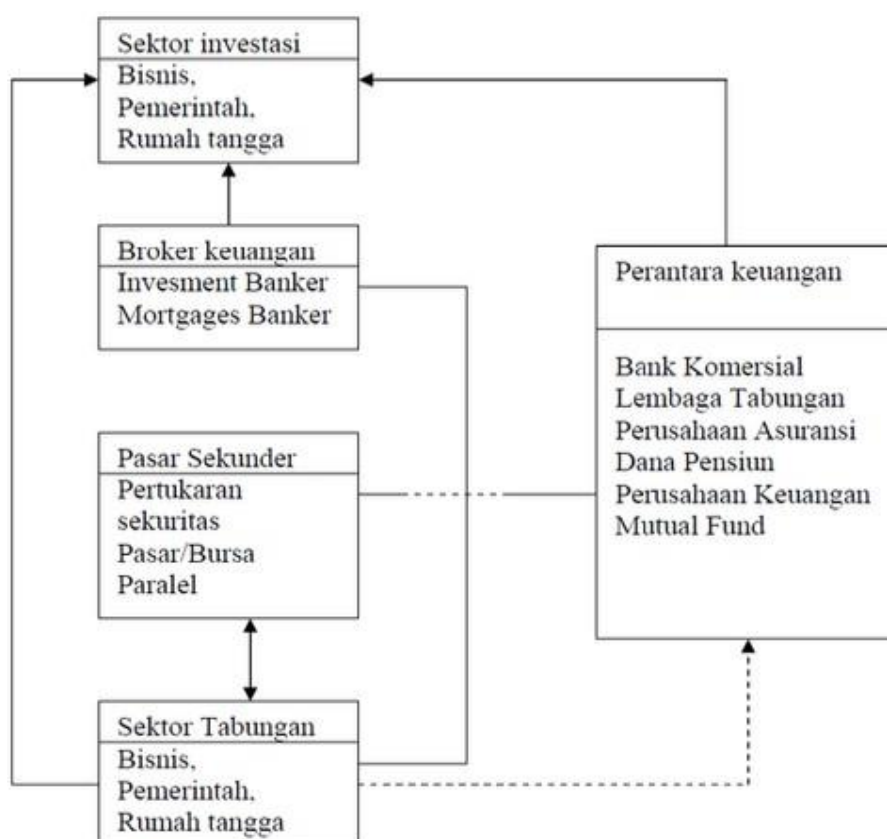 Sektor investasi
Bisnis,
Pemerintah,
Rumah tangga
Broker keuangan
Invesment Banker
Mortgages Banker
Perantara keuangan
Bank Komersial
Lembaga Tabungan
Perusahaan Asuransi
Dana Pensiun
Perusahaan Keuangan
Mutual Fund
Pasar Sekunder
Pertukaran
sekuritas
Pasar/Bursa
Paralel
Sektor Tabungan
Bisnis,
Pemerintah,
Rumah tangga